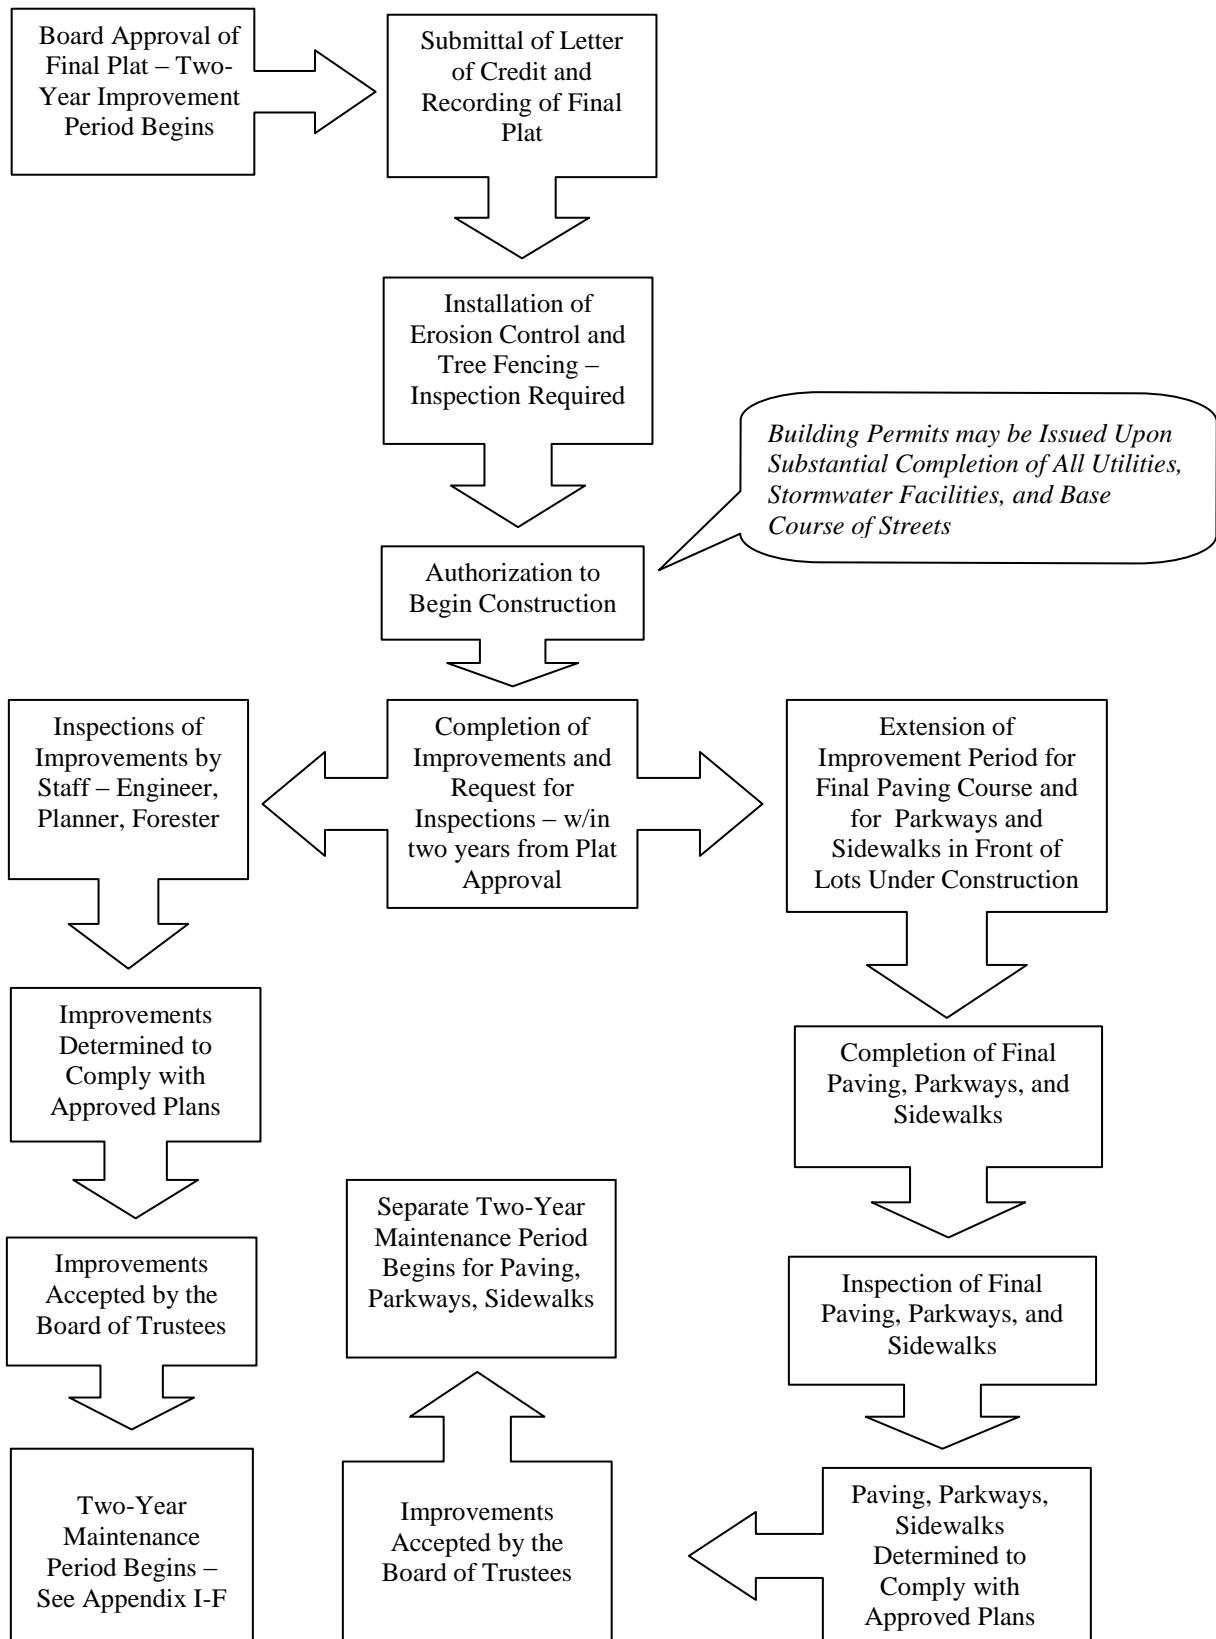 Board Approval of
Final Plat – Two-
Year Improvement
Period Begins
Submittal of Letter
of Credit and
Recording of Final
Plat
Installation of
Erosion Control and
Tree Fencing –
Inspection Required
Building Permits may be Issued Upon
Substantial Completion of All Utilities,
Stormwater Facilities, and Base
Course of Streets
Authorization to
Begin Construction
Inspections of
Improvements by
Staff – Engineer,
Planner, Forester
Completion of
Improvements and
Request for
Inspections – w/in
two years from Plat
Approval
Extension of
Improvement Period for
Final Paving Course and
for Parkways and
Sidewalks in Front of
Lots Under Construction
Improvements
Determined to
Comply with
Approved Plans
Completion of Final
Paving, Parkways, and
Sidewalks
Separate Two-Year
Maintenance Period
Begins for Paving,
Parkways, Sidewalks
Improvements
Accepted by the
Board of Trustees
Inspection of Final
Paving, Parkways, and
Sidewalks
Two-Year
Maintenance
Period Begins –
See Appendix I-F
Improvements
Accepted by the
Board of Trustees
Paving, Parkways,
Sidewalks
Determined to
Comply with
Approved Plans